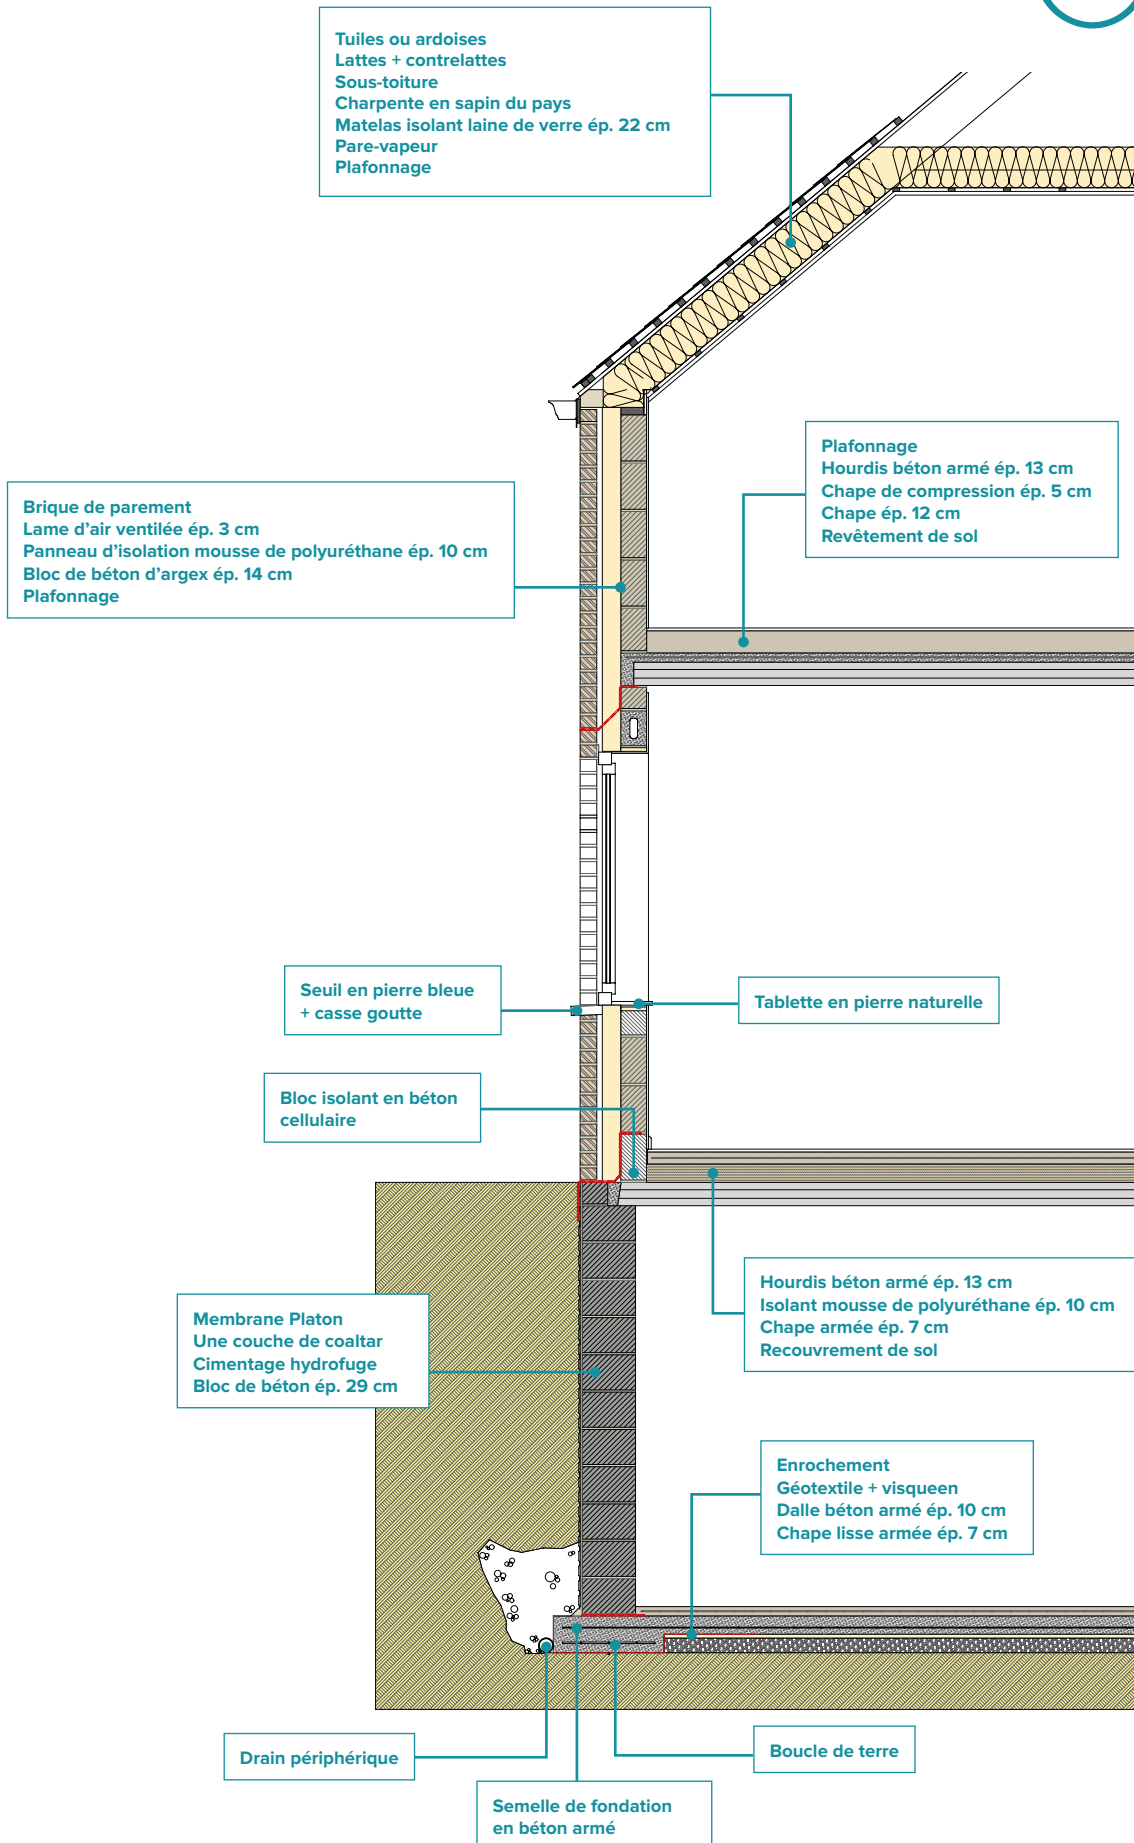 Tuiles ou ardoises
Lattes + contrelattes
Sous-toiture
Charpente en sapin du pays
Matelas isolant laine de verre ép. 22 cm
Pare-vapeur
Plafonnage
Plafonnage
Hourdis béton armé ép. 13 cm
Chape de compression ép. 5 cm
Chape ép. 12 cm
Revêtement de sol
Brique de parement
Lame d'air ventilée ép. 3 cm
Panneau d'isolation mousse de polyuréthane ép. 10 cm
Bloc de béton d'argex ép. 14 cm
Plafonnage
Seuil en pierre bleue
+ casse goutte
Tablette en pierre naturelle
Bloc isolant en béton
cellulaire
Hourdis béton armé ép. 13 cm
Isolant mousse de polyuréthane ép. 10 cm
Chape armée ép. 7 cm
Recouvrement de sol
Membrane Platon
Une couche de coaltar
Cimentage hydrofuge
Bloc de béton ép. 29 cm
Enrochement
Géotextile + visqueen
Dalle béton armé ép. 10 cm
Chape lisse armée ép. 7 cm
Drain périphérique
Boucle de terre
Semelle de fondation
en béton armé